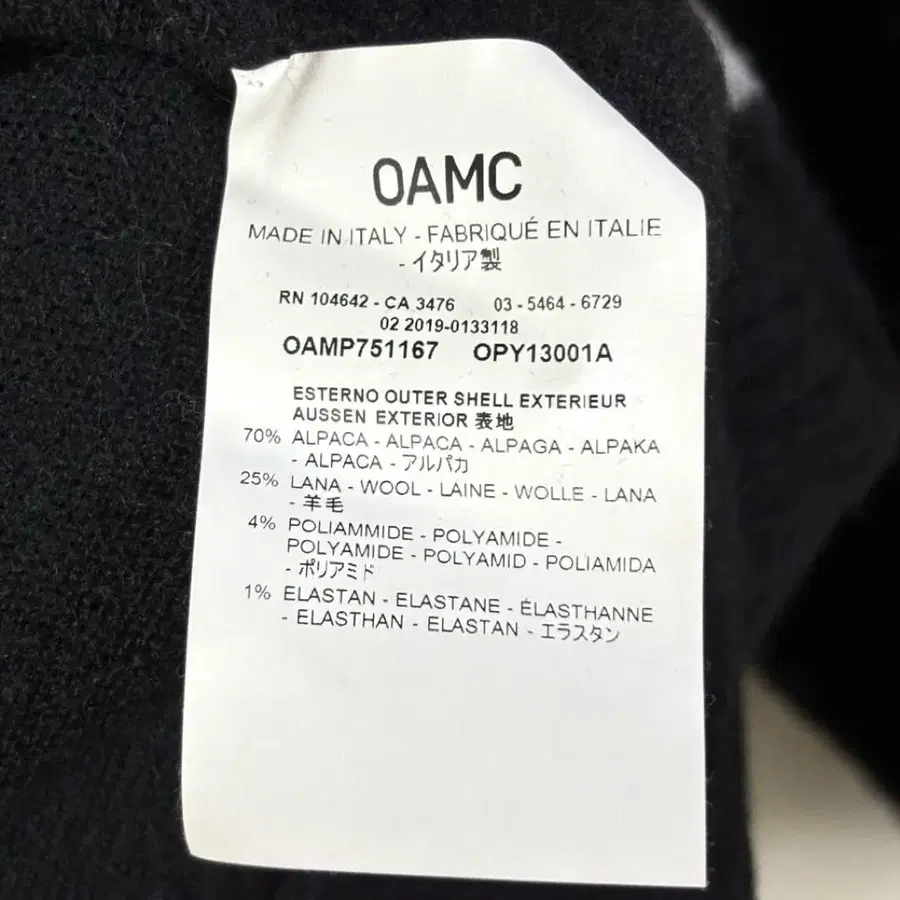 OAMC
MADE IN ITALY - FABRIQUÉ EN ITALIE
- イタリア製
RN 104642 - CA 3476 03 - 5464 - 6729
02 2019-0133118
OAMP751167 OPY13001A
ESTERNO OUTER SHELL EXTERIEUR
AUSSEN EXTERIOR 表地
70% ALPACA - ALPACA - ALPAGA - ALPAKA
- ALPACA - アルパカ
25% LANA - WOOL - LAINE - WOLLE - LANA
- 羊毛
4% POLIAMMIDE - POLYAMIDE -
POLYAMIDE - POLYAMID - POLIAMIDA
- ポリアミド
1% ELASTAN - ELASTANE - ÉLASTHANNE
- ELASTHAN - ELASTAN - エラスタン